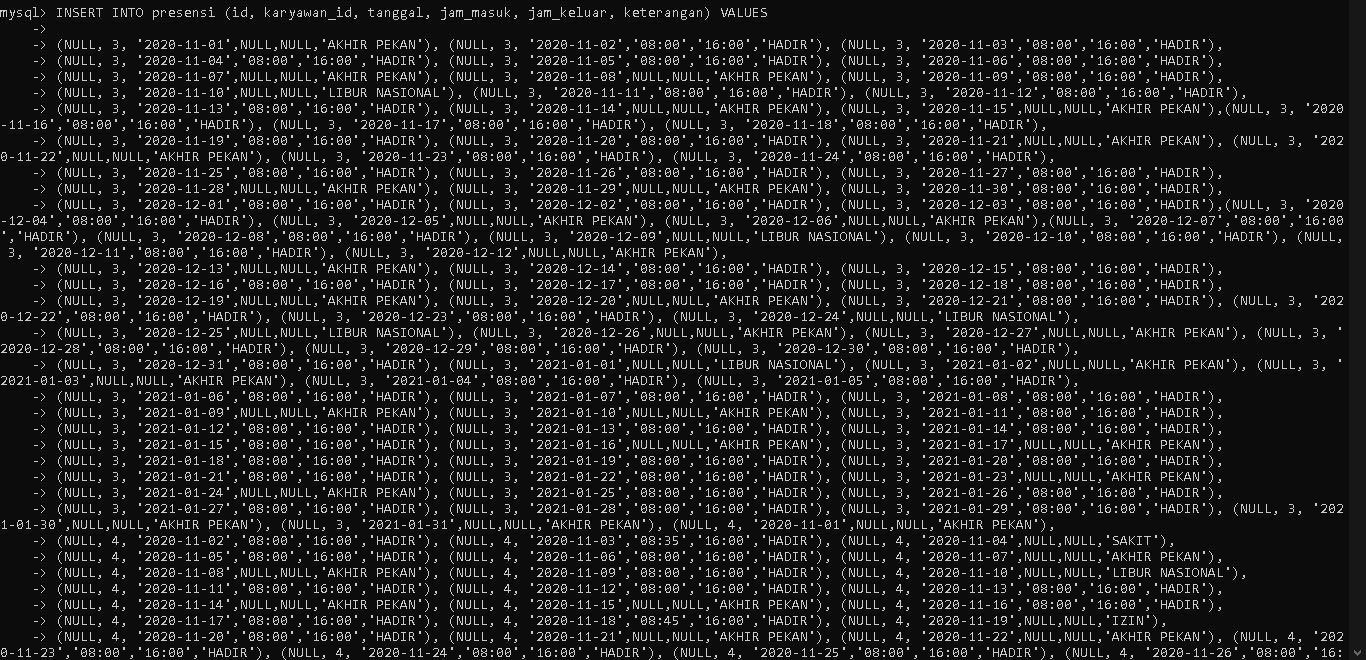 mysql> INSERT INTO presensi (id, karyawan_id, tanggal, jam_masuk, jam_keluar, keterangan) VALUES
    ->
    -> (NULL, 3, '2020-11-01',NULL,NULL,'AKHIR PEKAN'), (NULL, 3, '2020-11-02','08:00','16:00','HADIR'), (NULL, 3, '2020-11-03','08:00','16:00','HADIR'),
    -> (NULL, 3, '2020-11-04','08:00','16:00','HADIR'), (NULL, 3, '2020-11-05','08:00','16:00','HADIR'), (NULL, 3, '2020-11-06','08:00','16:00','HADIR'),
    -> (NULL, 3, '2020-11-07',NULL,NULL,'AKHIR PEKAN'), (NULL, 3, '2020-11-08',NULL,NULL,'AKHIR PEKAN'), (NULL, 3, '2020-11-09','08:00','16:00','HADIR'),
    -> (NULL, 3, '2020-11-10',NULL,NULL,'LIBUR NASIONAL'), (NULL, 3, '2020-11-11','08:00','16:00','HADIR'), (NULL, 3, '2020-11-12','08:00','16:00','HADIR'),
    -> (NULL, 3, '2020-11-13','08:00','16:00','HADIR'), (NULL, 3, '2020-11-14',NULL,NULL,'AKHIR PEKAN'), (NULL, 3, '2020-11-15',NULL,NULL,'AKHIR PEKAN'),(NULL, 3, '2020
-11-16','08:00','16:00','HADIR'), (NULL, 3, '2020-11-17','08:00','16:00','HADIR'), (NULL, 3, '2020-11-18','08:00','16:00','HADIR'),
    -> (NULL, 3, '2020-11-19','08:00','16:00','HADIR'), (NULL, 3, '2020-11-20','08:00','16:00','HADIR'), (NULL, 3, '2020-11-21',NULL,NULL,'AKHIR PEKAN'), (NULL, 3, '202
0-11-22',NULL,NULL,'AKHIR PEKAN'), (NULL, 3, '2020-11-23','08:00','16:00','HADIR'), (NULL, 3, '2020-11-24','08:00','16:00','HADIR'),
    -> (NULL, 3, '2020-11-25','08:00','16:00','HADIR'), (NULL, 3, '2020-11-26','08:00','16:00','HADIR'), (NULL, 3, '2020-11-27','08:00','16:00','HADIR'),
    -> (NULL, 3, '2020-11-28',NULL,NULL,'AKHIR PEKAN'), (NULL, 3, '2020-11-29',NULL,NULL,'AKHIR PEKAN'), (NULL, 3, '2020-11-30','08:00','16:00','HADIR'),
    -> (NULL, 3, '2020-12-01','08:00','16:00','HADIR'), (NULL, 3, '2020-12-02','08:00','16:00','HADIR'), (NULL, 3, '2020-12-03','08:00','16:00','HADIR'),(NULL, 3, '2020
-12-04','08:00','16:00','HADIR'), (NULL, 3, '2020-12-05',NULL,NULL,'AKHIR PEKAN'), (NULL, 3, '2020-12-06',NULL,NULL,'AKHIR PEKAN'),(NULL, 3, '2020-12-07','08:00','16:00
','HADIR'), (NULL, 3, '2020-12-08','08:00','16:00','HADIR'), (NULL, 3, '2020-12-09',NULL,NULL,'LIBUR NASIONAL'), (NULL, 3, '2020-12-10','08:00','16:00','HADIR'), (NULL,
 3, '2020-12-11','08:00','16:00','HADIR'), (NULL, 3, '2020-12-12',NULL,NULL,'AKHIR PEKAN'),
    -> (NULL, 3, '2020-12-13',NULL,NULL,'AKHIR PEKAN'), (NULL, 3, '2020-12-14','08:00','16:00','HADIR'), (NULL, 3, '2020-12-15','08:00','16:00','HADIR'),
    -> (NULL, 3, '2020-12-16','08:00','16:00','HADIR'), (NULL, 3, '2020-12-17','08:00','16:00','HADIR'), (NULL, 3, '2020-12-18','08:00','16:00','HADIR'),
    -> (NULL, 3, '2020-12-19',NULL,NULL,'AKHIR PEKAN'), (NULL, 3, '2020-12-20',NULL,NULL,'AKHIR PEKAN'), (NULL, 3, '2020-12-21','08:00','16:00','HADIR'), (NULL, 3, '202
0-12-22','08:00','16:00','HADIR'), (NULL, 3, '2020-12-23','08:00','16:00','HADIR'), (NULL, 3, '2020-12-24',NULL,NULL,'LIBUR NASIONAL'),
    -> (NULL, 3, '2020-12-25',NULL,NULL,'LIBUR NASIONAL'), (NULL, 3, '2020-12-26',NULL,NULL,'AKHIR PEKAN'), (NULL, 3, '2020-12-27',NULL,NULL,'AKHIR PEKAN'), (NULL, 3, '
2020-12-28','08:00','16:00','HADIR'), (NULL, 3, '2020-12-29','08:00','16:00','HADIR'), (NULL, 3, '2020-12-30','08:00','16:00','HADIR'),
    -> (NULL, 3, '2020-12-31','08:00','16:00','HADIR'), (NULL, 3, '2021-01-01',NULL,NULL,'LIBUR NASIONAL'), (NULL, 3, '2021-01-02',NULL,NULL,'AKHIR PEKAN'), (NULL, 3, '
2021-01-03',NULL,NULL,'AKHIR PEKAN'), (NULL, 3, '2021-01-04','08:00','16:00','HADIR'), (NULL, 3, '2021-01-05','08:00','16:00','HADIR'),
    -> (NULL, 3, '2021-01-06','08:00','16:00','HADIR'), (NULL, 3, '2021-01-07','08:00','16:00','HADIR'), (NULL, 3, '2021-01-08','08:00','16:00','HADIR'),
    -> (NULL, 3, '2021-01-09',NULL,NULL,'AKHIR PEKAN'), (NULL, 3, '2021-01-10',NULL,NULL,'AKHIR PEKAN'), (NULL, 3, '2021-01-11','08:00','16:00','HADIR'),
    -> (NULL, 3, '2021-01-12','08:00','16:00','HADIR'), (NULL, 3, '2021-01-13','08:00','16:00','HADIR'), (NULL, 3, '2021-01-14','08:00','16:00','HADIR'),
    -> (NULL, 3, '2021-01-15','08:00','16:00','HADIR'), (NULL, 3, '2021-01-16',NULL,NULL,'AKHIR PEKAN'), (NULL, 3, '2021-01-17',NULL,NULL,'AKHIR PEKAN'),
    -> (NULL, 3, '2021-01-18','08:00','16:00','HADIR'), (NULL, 3, '2021-01-19','08:00','16:00','HADIR'), (NULL, 3, '2021-01-20','08:00','16:00','HADIR'),
    -> (NULL, 3, '2021-01-21','08:00','16:00','HADIR'), (NULL, 3, '2021-01-22','08:00','16:00','HADIR'), (NULL, 3, '2021-01-23',NULL,NULL,'AKHIR PEKAN'),
    -> (NULL, 3, '2021-01-24',NULL,NULL,'AKHIR PEKAN'), (NULL, 3, '2021-01-25','08:00','16:00','HADIR'), (NULL, 3, '2021-01-26','08:00','16:00','HADIR'),
    -> (NULL, 3, '2021-01-27','08:00','16:00','HADIR'), (NULL, 3, '2021-01-28','08:00','16:00','HADIR'), (NULL, 3, '2021-01-29','08:00','16:00','HADIR'), (NULL, 3, '202
1-01-30',NULL,NULL,'AKHIR PEKAN'), (NULL, 3, '2021-01-31',NULL,NULL,'AKHIR PEKAN'), (NULL, 4, '2020-11-01',NULL,NULL,'AKHIR PEKAN'),
    -> (NULL, 4, '2020-11-02','08:00','16:00','HADIR'), (NULL, 4, '2020-11-03','08:35','16:00','HADIR'), (NULL, 4, '2020-11-04',NULL,NULL,'SAKIT'),
    -> (NULL, 4, '2020-11-05','08:00','16:00','HADIR'), (NULL, 4, '2020-11-06','08:00','16:00','HADIR'), (NULL, 4, '2020-11-07',NULL,NULL,'AKHIR PEKAN'),
    -> (NULL, 4, '2020-11-08',NULL,NULL,'AKHIR PEKAN'), (NULL, 4, '2020-11-09','08:00','16:00','HADIR'), (NULL, 4, '2020-11-10',NULL,NULL,'LIBUR NASIONAL'),
    -> (NULL, 4, '2020-11-11','08:00','16:00','HADIR'), (NULL, 4, '2020-11-12','08:00','16:00','HADIR'), (NULL, 4, '2020-11-13','08:00','16:00','HADIR'),
    -> (NULL, 4, '2020-11-14',NULL,NULL,'AKHIR PEKAN'), (NULL, 4, '2020-11-15',NULL,NULL,'AKHIR PEKAN'), (NULL, 4, '2020-11-16','08:00','16:00','HADIR'),
    -> (NULL, 4, '2020-11-17','08:00','16:00','HADIR'), (NULL, 4, '2020-11-18','08:45','16:00','HADIR'), (NULL, 4, '2020-11-19',NULL,NULL,'IZIN'),
    -> (NULL, 4, '2020-11-20','08:00','16:00','HADIR'), (NULL, 4, '2020-11-21',NULL,NULL,'AKHIR PEKAN'), (NULL, 4, '2020-11-22',NULL,NULL,'AKHIR PEKAN'), (NULL, 4, '202
0-11-23','08:00','16:00','HADIR'), (NULL, 4, '2020-11-24','08:00','16:00','HADIR'), (NULL, 4, '2020-11-25','08:00','16:00','HADIR'), (NULL, 4, '2020-11-26','08:00','16: